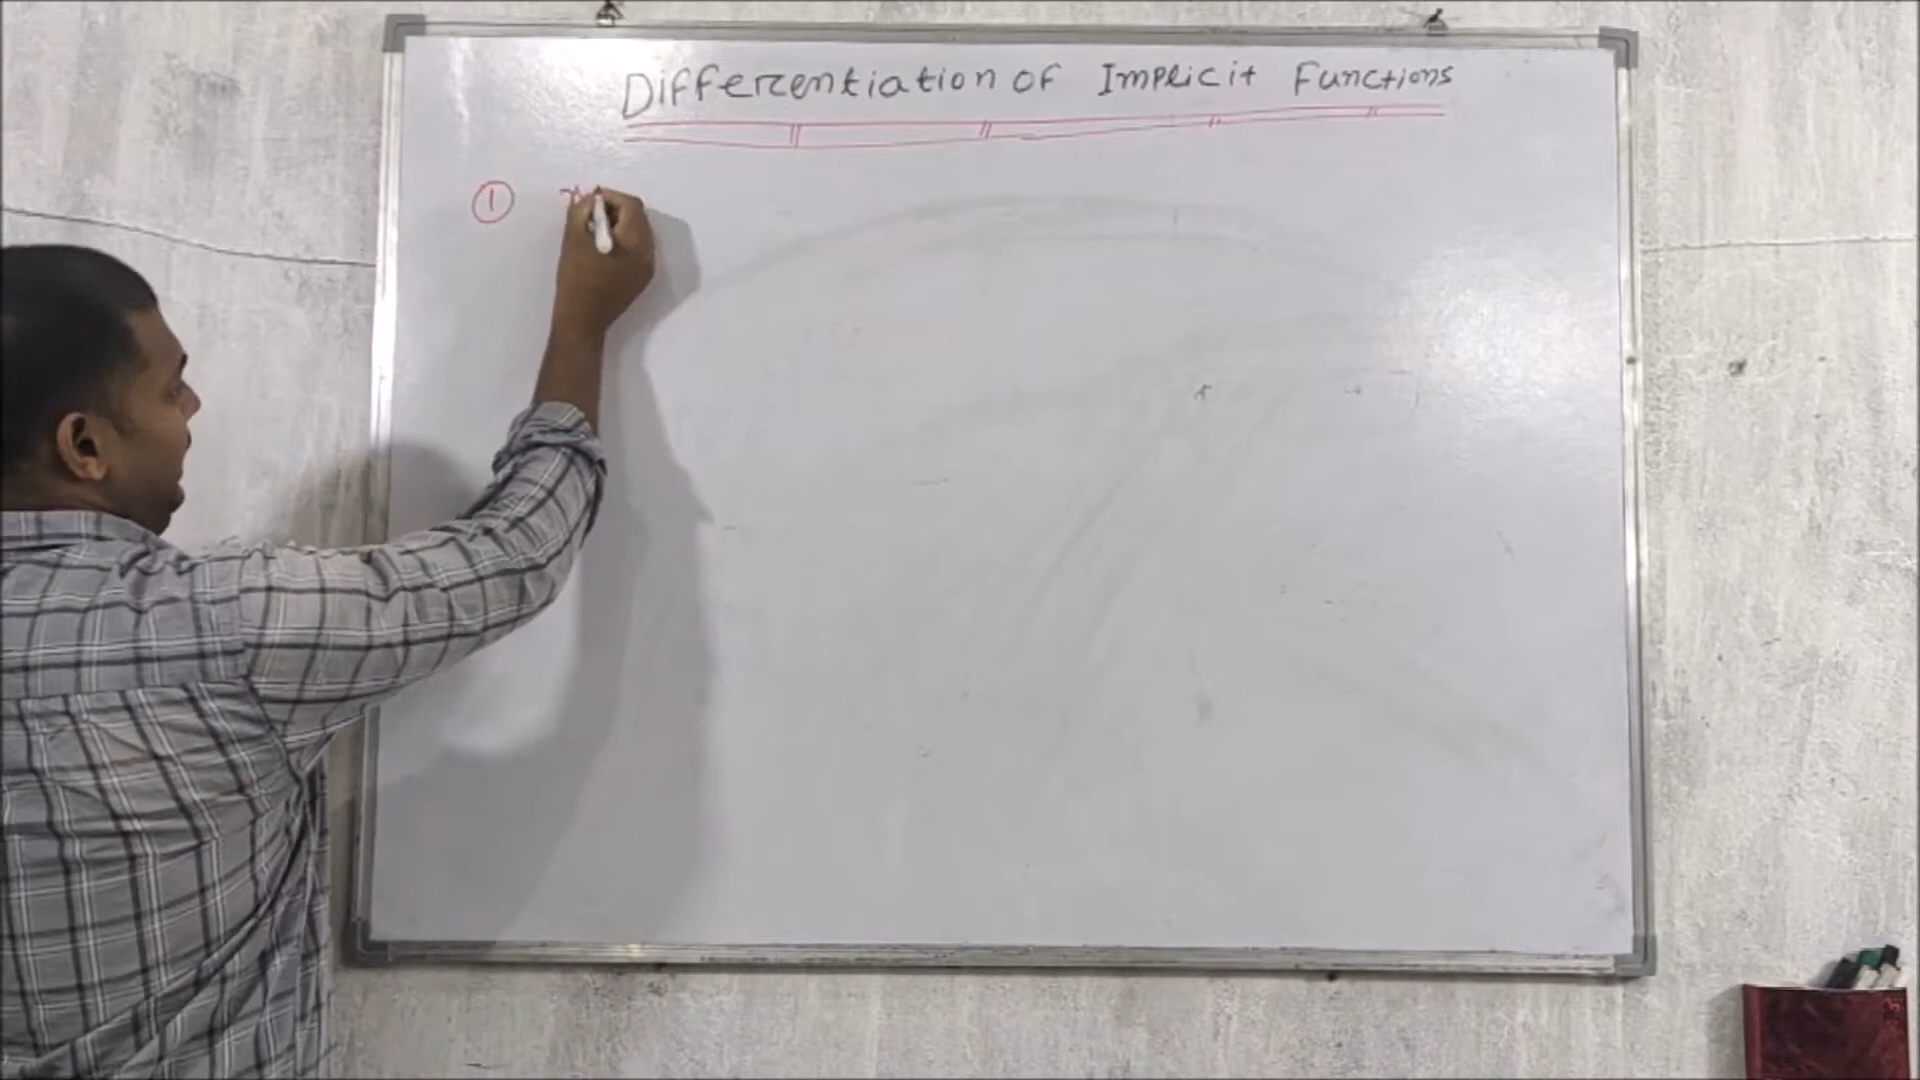 Differentiation of Implicit Functions
① x